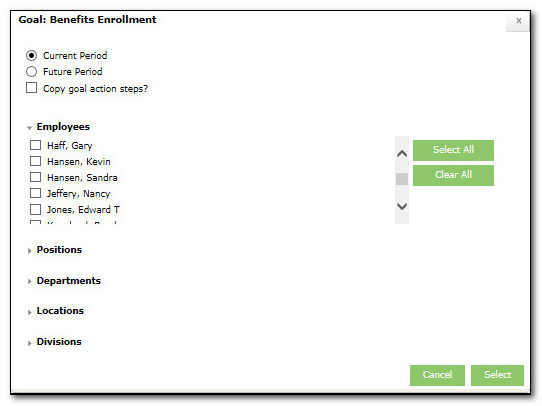 Goal: Benefits Enrollment
x
Current Period
Future Period
Copy goal action steps?
Employees
Haff, Gary
Select All
Hansen, Kevin
Hansen, Sandra
Clear All
Jeffery, Nancy
Jones, Edward T
Positions
Departments
Locations
Divisions
Cancel
Select